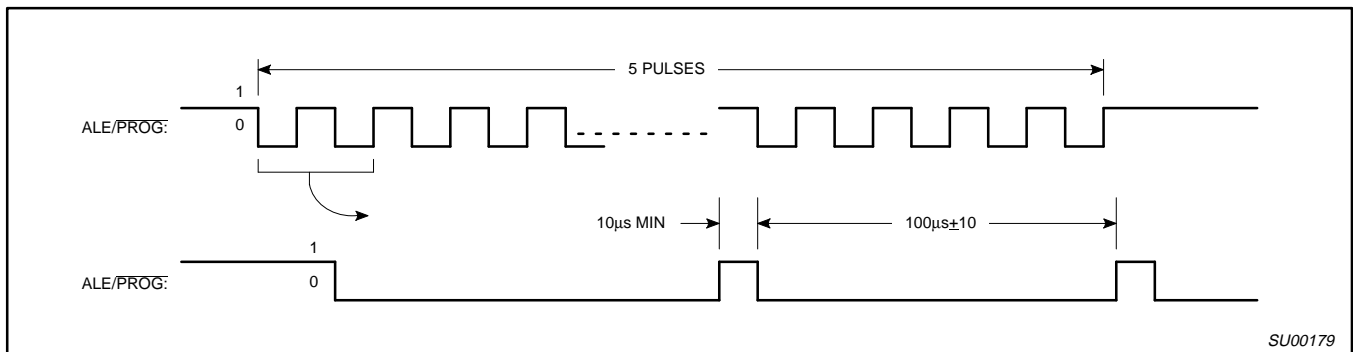 5 PULSES
1
ALE/PROG:
0
10µs MIN
100µs±10
1
ALE/PROG:
0
SU00179